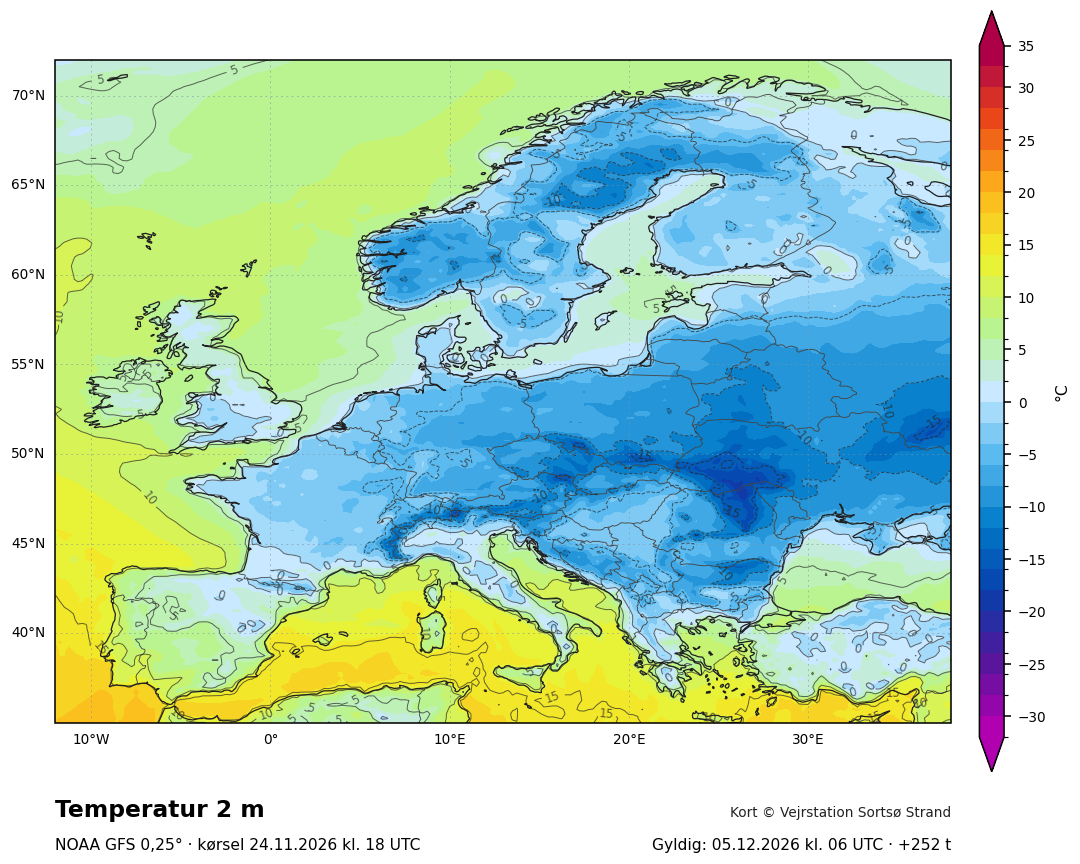 70°N
65°N
60°N
55°N
50°N
45°N
40°N
10°W
0°
10°E
20°E
30°E
35
30
25
20
15
10
5
0
−5
−10
−15
−20
−25
−30
°C
Temperatur 2 m
Kort © Vejrstation Sortsø Strand
NOAA GFS 0,25° · kørsel 24.11.2026 kl. 18 UTC
Gyldig: 05.12.2026 kl. 06 UTC · +252 t